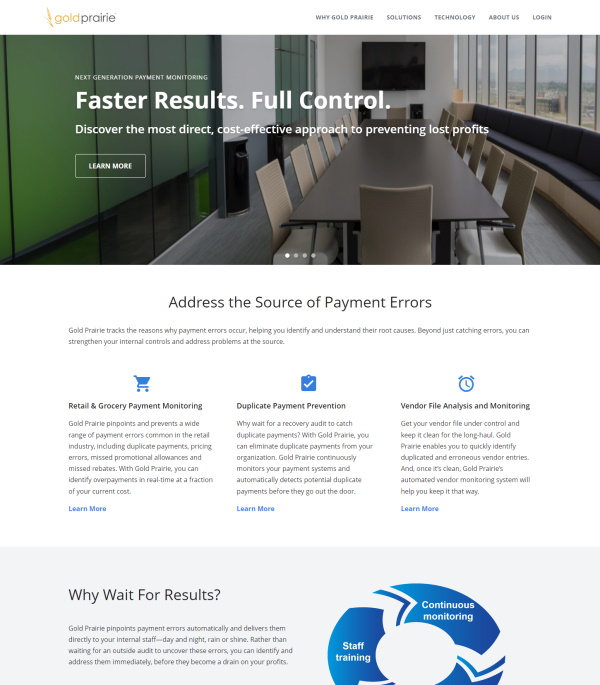 goldprairie
WHY GOLD PRAIRIE SOLUTIONS TECHNOLOGY ABOUT US LOGIN
NEXT GENERATION PAYMENT MONITORING
Faster Results. Full Control.
Discover the most direct, cost-effective approach to preventing lost profits
LEARN MORE
Address the Source of Payment Errors
Gold Prairie tracks the reasons why payment errors occur, helping you identify and understand their root causes. Beyond just catching errors, you can
strengthen your internal controls and address problems at the source.
Retail & Grocery Payment Monitoring
Gold Prairie pinpoints and prevents a wide
range of payment errors common in the retail
industry, including duplicate payments, pricing
errors, missed promotional allowances and
missed rebates. With Gold Prairie, you can
identify overpayments in real-time at a fraction
of your current cost.
Learn More
Duplicate Payment Prevention
Why wait for a recovery audit to catch
duplicate payments? With Gold Prairie, you
can eliminate duplicate payments from your
organization. Gold Prairie continuously
monitors your payment systems and
automatically detects potential duplicate
payments before they go out the door.
Learn More
Vendor File Analysis and Monitoring
Get your vendor file under control and
keep it clean for the long-haul. Gold
Prairie enables you to quickly identify
duplicated and erroneous vendor entries.
And, once it's clean, Gold Prairie's
automated vendor monitoring system will
help you keep it that way.
Learn More
Why Wait For Results?
Gold Prairie pinpoints payment errors automatically and delivers them
directly to your internal staff—day and night, rain or shine. Rather than
waiting for an outside audit to uncover these errors, you can identify and
address them immediately, before they become a drain on your profits.
Continuous
monitoring
Staff
training